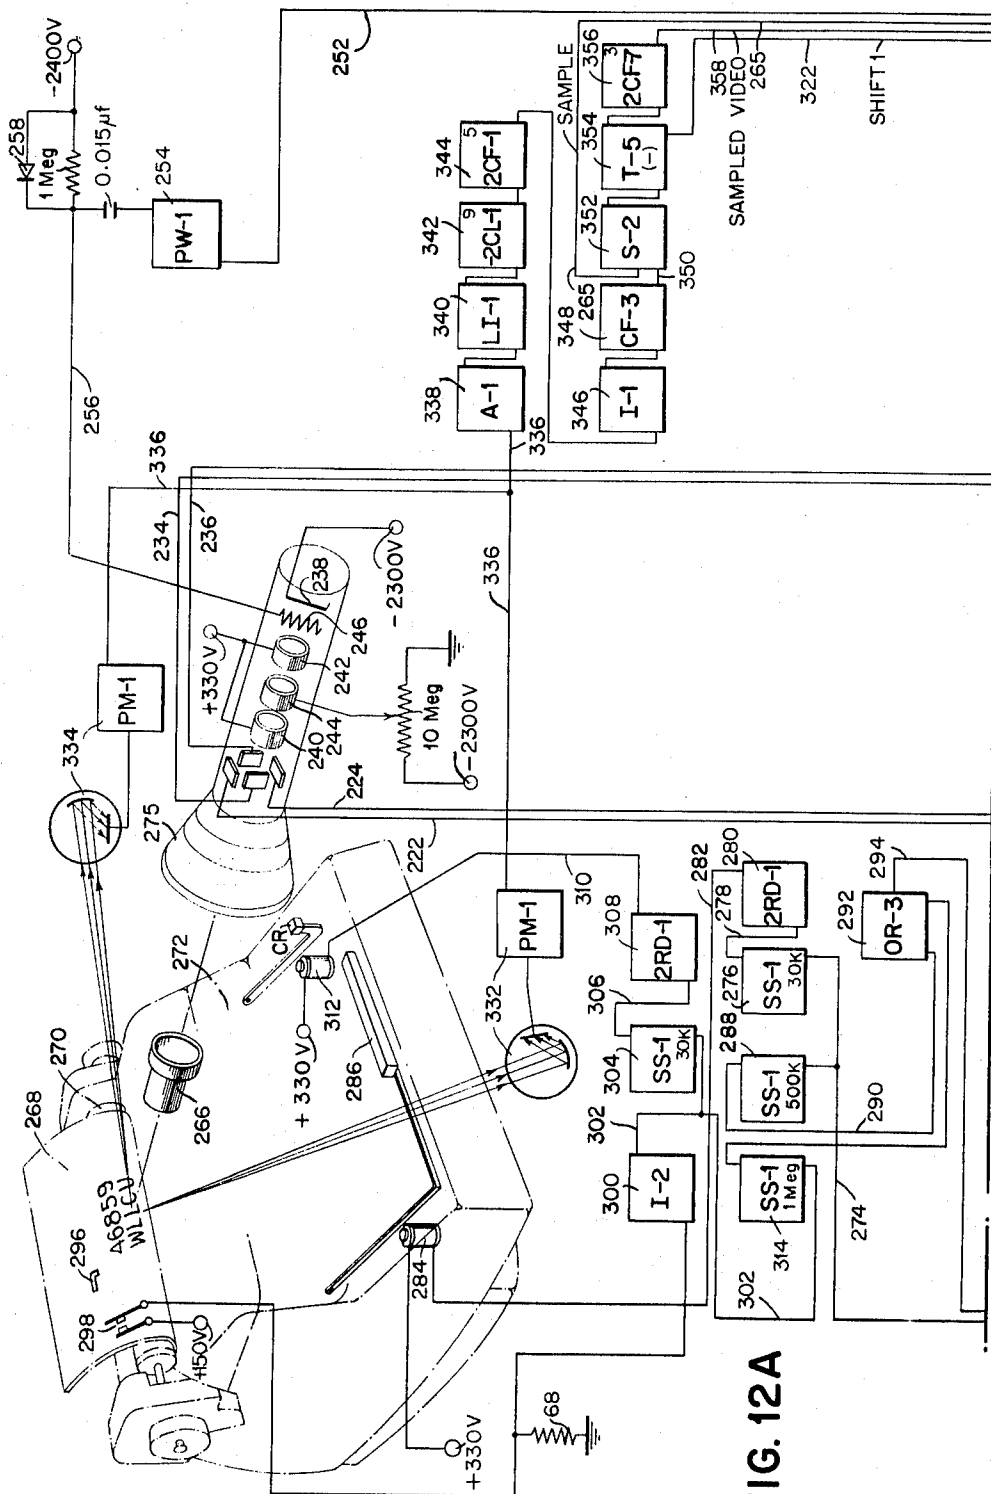 -2400V
258
1 Meg
0.015µf
254
PW-1
252
256
SAMPLE
356
3
2CF7
354
T-5
(-)
352
S-2
265
350
348
CF-3
346
I-1
358
SAMPLED VIDEO
265
322
SHIFT 1
344
5
2CF-1
342
9
-2CL-1
340
LI-1
338
A-1
336
336
234
236
238
-2300V
246
242
+330V
244
240
10 Meg
-2300V
224
222
PM-1
334
275
336
272
CR
312
+330V
286
310
270
268
266
46859
WLLCU
296
298
+150V
284
+330V
68
332
PM-1
308
2RD-1
306
304
SS-1
30K
302
300
I-2
282
280
2RD-1
278
276
SS-1
30K
288
SS-1
500K
290
SS-1
1 Meg
314
302
274
292
OR-3
294
IG. 12A